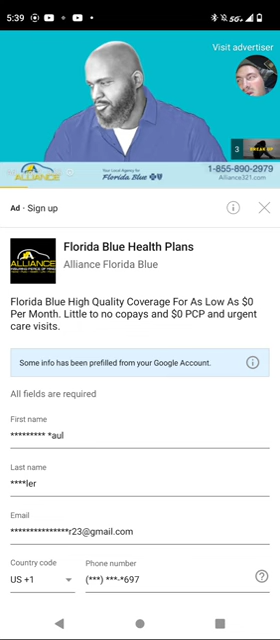 5:39
5G
Visit advertiser
3
BREAK UP
ALLIANCE
Your Local Agency for
Florida Blue
1-855-890-2979
Alliance321.com
Ad · Sign up
ALLIANCE
Florida Blue Health Plans
Alliance Florida Blue
Florida Blue High Quality Coverage For As Low As $0
Per Month. Little to no copays and $0 PCP and urgent
care visits.
Some info has been prefilled from your Google Account.
All fields are required
First name
********* *aul
Last name
****ler
Email
***************r23@gmail.com
Country code
US +1
Phone number
(***) ***-*697